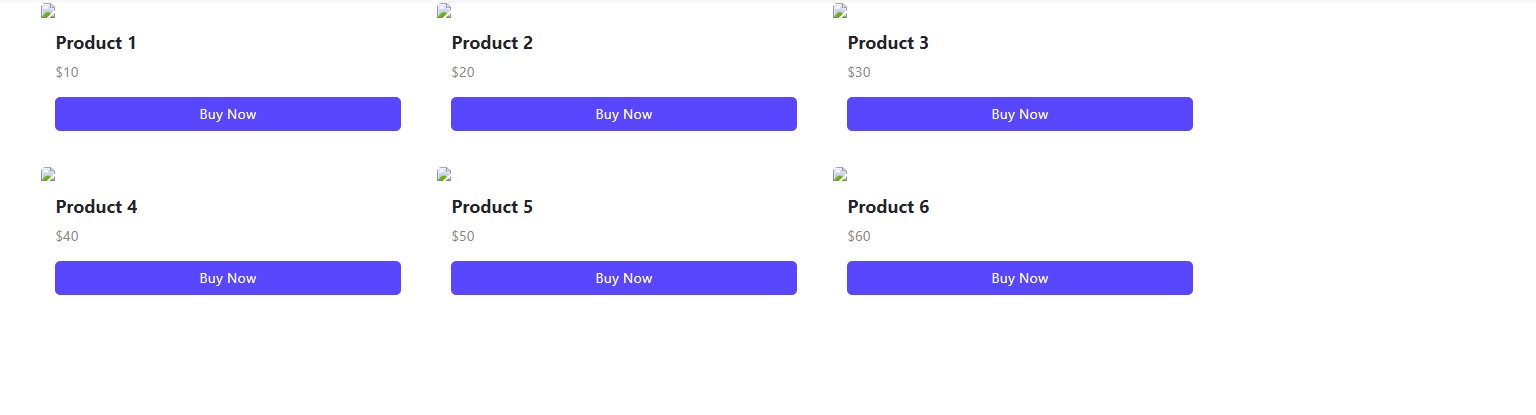 Product 1
$10
Buy Now
Product 2
$20
Buy Now
Product 3
$30
Buy Now
Product 4
$40
Buy Now
Product 5
$50
Buy Now
Product 6
$60
Buy Now